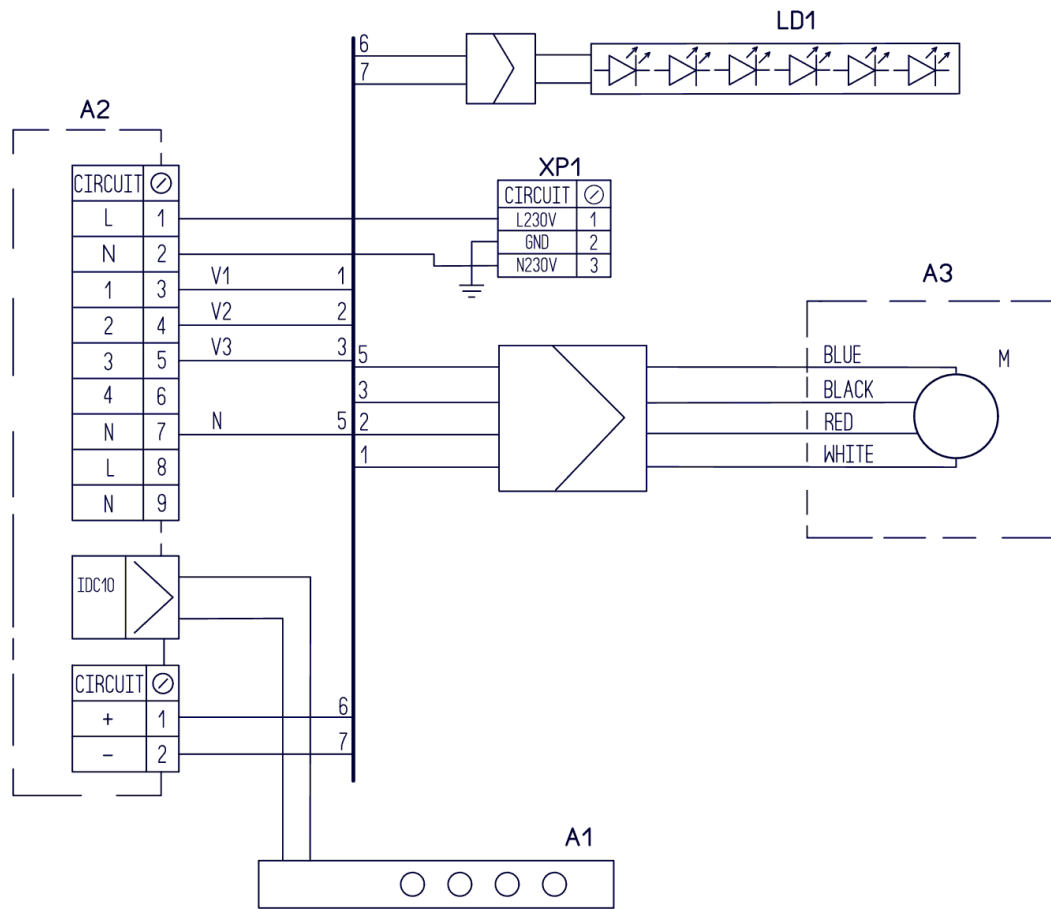 LD1
6
7
A2
XP1
CIRCUIT
CIRCUIT
L 1
L230V 1
GND 2
N 2
N230V 3
A3
1 3 V1 1
2 4 V2 2
3 5 V3 3
5 BLUE M
4 6
3 BLACK
N 7 N 5
2 RED
L 8
1 WHITE
N 9
IDC10
CIRCUIT
+ 1 6
- 2 7
A1